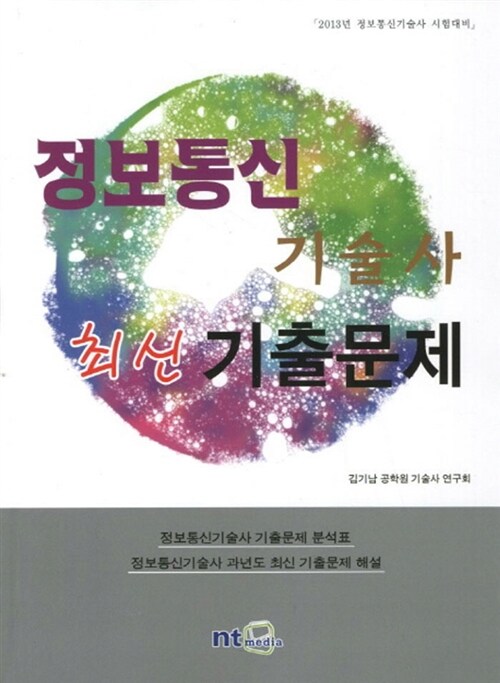 「2013년 정보통신기술사 시험대비」
정보통신
기술사
최신 기출문제
김기남 공학원 기술사 연구회
정보통신기술사 기출문제 분석표
정보통신기술사 과년도 최신 기출문제 해설
nt media